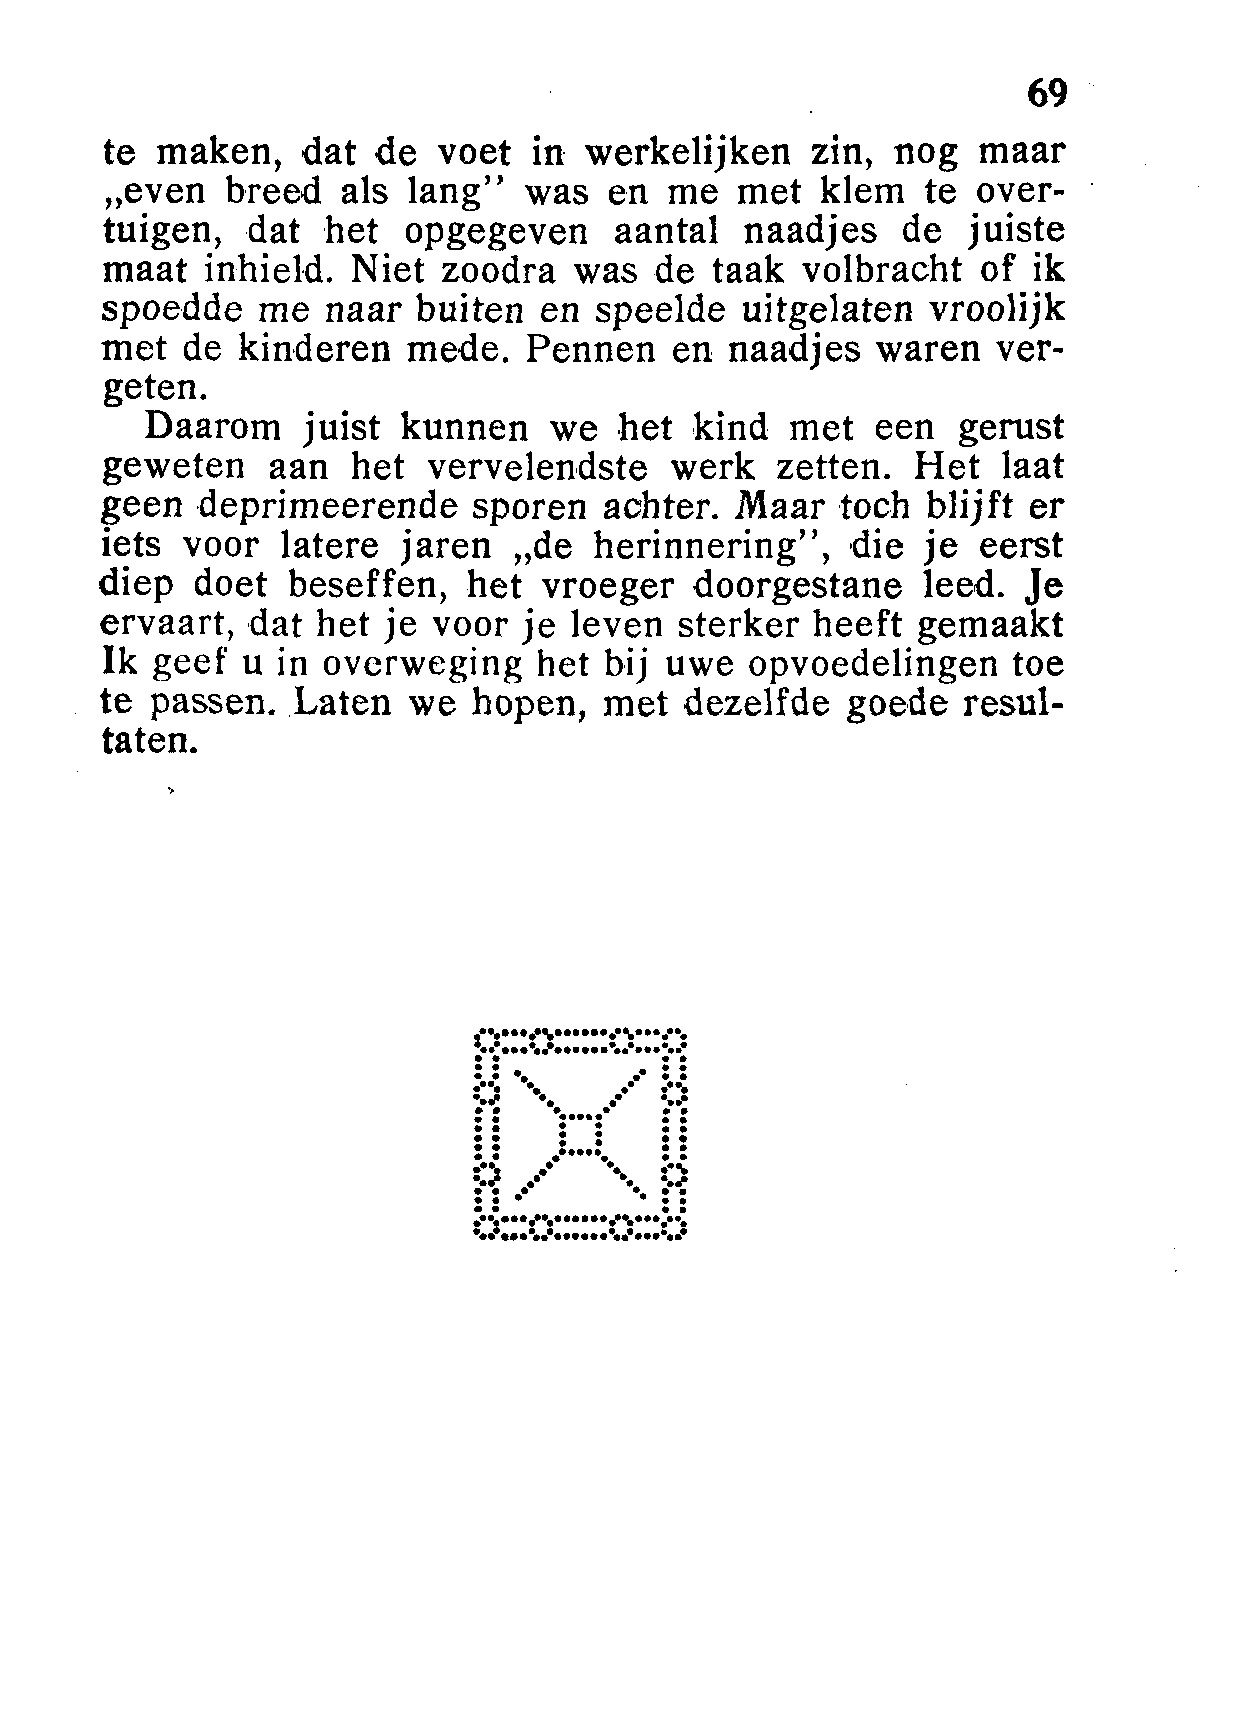 69
te maken, dat de voet in werkelijken zin, nog maar
„even breed als lang” was en me met klem te over-
tuigen, dat het opgegeven aantal naadjes de juiste
maat inhield. Niet zoodra was de taak volbracht of ik
spoedde me naar buiten en speelde uitgelaten vroolijk
met de kinderen mede. Pennen en naadjes waren ver-
geten.
Daarom juist kunnen we het kind met een gerust
geweten aan het vervelendste werk zetten. Het laat
geen deprimeerende sporen achter. Maar toch blijft er
iets voor latere jaren „de herinnering”, die je eerst
diep doet beseffen, het vroeger doorgestane leed. Je
ervaart, dat het je voor je leven sterker heeft gemaakt
Ik geef u in overweging het bij uwe opvoedelingen toe
te passen. Laten we hopen, met dezelfde goede resul-
taten.